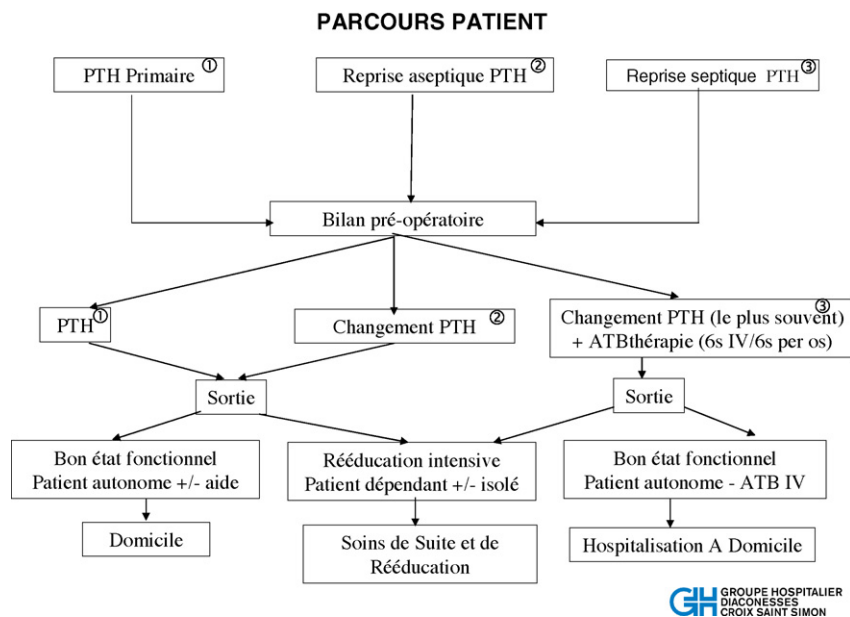 PARCOURS PATIENT
PTH Primaire ①
Reprise aseptique PTH ②
Reprise septique PTH ③
Bilan pré-opératoire
PTH ①
Changement PTH ②
Changement PTH (le plus souvent) ③
+ ATBthérapie (6s IV/6s per os)
Sortie
Sortie
Bon état fonctionnel
Patient autonome +/- aide
Rééducation intensive
Patient dépendant +/- isolé
Bon état fonctionnel
Patient autonome - ATB IV
Domicile
Soins de Suite et de
Rééducation
Hospitalisation A Domicile
GH
GROUPE HOSPITALIER
DIACONESSES
CROIX SAINT SIMON